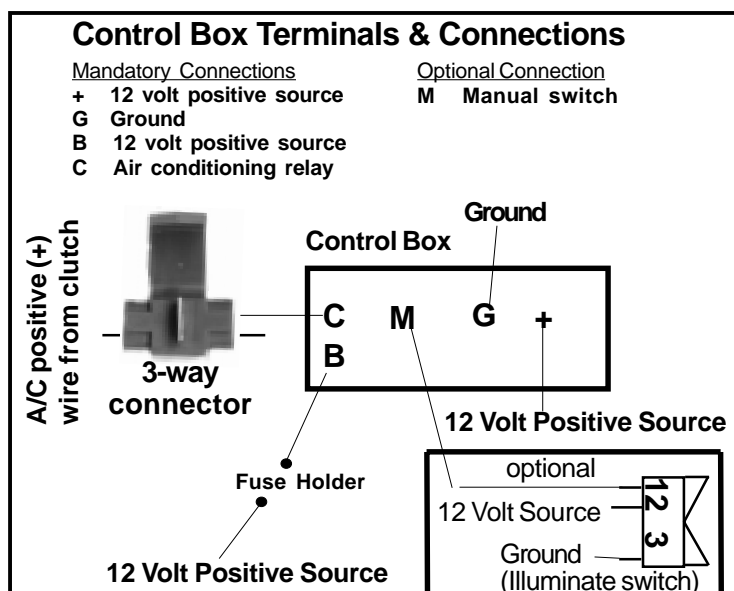 Control Box Terminals & Connections
Mandatory Connections
+ 12 volt positive source
G Ground
B 12 volt positive source
C Air conditioning relay
Optional Connection
M Manual switch
A/C positive (+)
wire from clutch
3-way
connector
Control Box
Ground
C M G +
B
12 Volt Positive Source
Fuse Holder
12 Volt Positive Source
optional
12 Volt Source
Ground
(Illuminate switch)
1 2 3